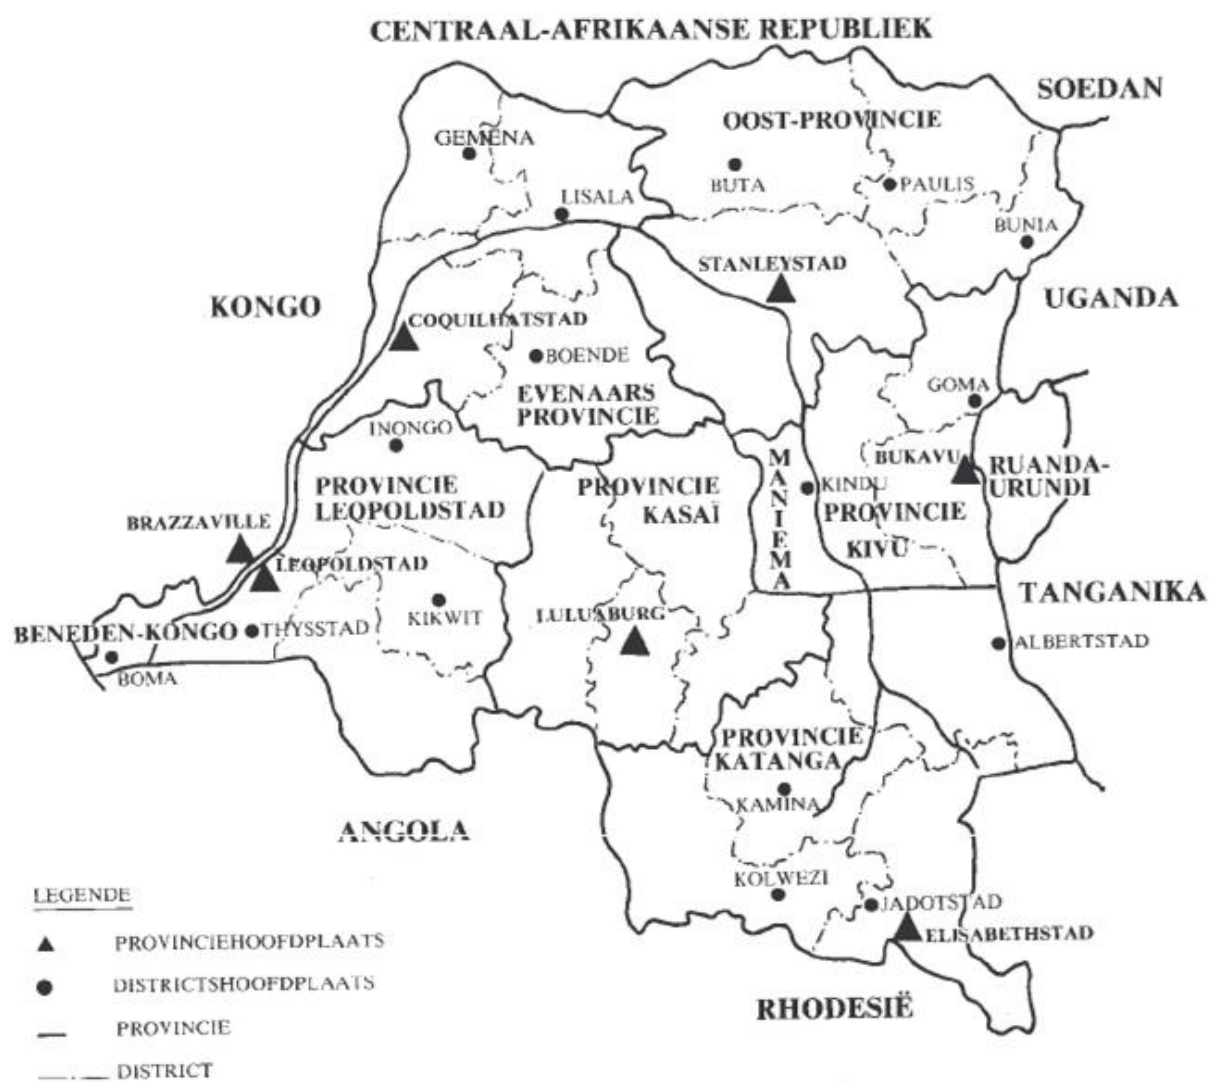 CENTRAAL-AFRIKAANSE REPUBLIEK
SOEDAN
OOST-PROVINCIE
GEMENA
BUTA
PAULIS
LISALA
BUNIA
STANLEYSTAD
KONGO
UGANDA
COQUILHATSTAD
BOENDE
EVENAARS
PROVINCIE
GOMA
INONGO
BUKAVU
RUANDA-
URUNDI
PROVINCIE
LEOPOLDSTAD
PROVINCIE
KASAÏ
MANIEMA
KINDU
PROVINCIE
KIVU
BRAZZAVILLE
LEOPOLDSTAD
TANGANIKA
BENEDEN-KONGO
THYSSTAD
KIKWIT
LULUABURG
ALBERTSTAD
BOMA
PROVINCIE
KATANGA
KAMINA
ANGOLA
KOLWEZI
JADOTSTAD
ELISABETHSTAD
RHODESIË
LEGENDE
PROVINCIEHOOFDPLAATS
DISTRICTSHOOFDPLAATS
PROVINCIE
DISTRICT